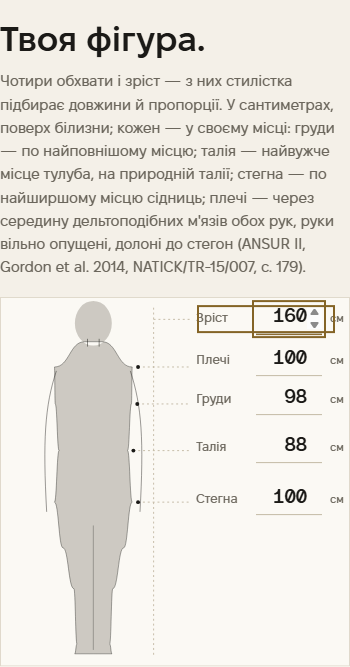 Твоя фігура.
Чотири обхвати і зріст — з них стилістка
підбирає довжини й пропорції. У сантиметрах,
поверх білизни; кожен — у своєму місці: груди
— по найповнішому місцю; талія — найвужче
місце тулуба, на природній талії; стегна — по
найширшому місцю сідниць; плечі — через
середину дельтоподібних м'язів обох рук, руки
вільно опущені, долоні до стегон (ANSUR II,
Gordon et al. 2014, NATICK/TR-15/007, с. 179).
Зріст 160 см
Плечі 100 см
Груди 98 см
Талія 88 см
Стегна 100 см